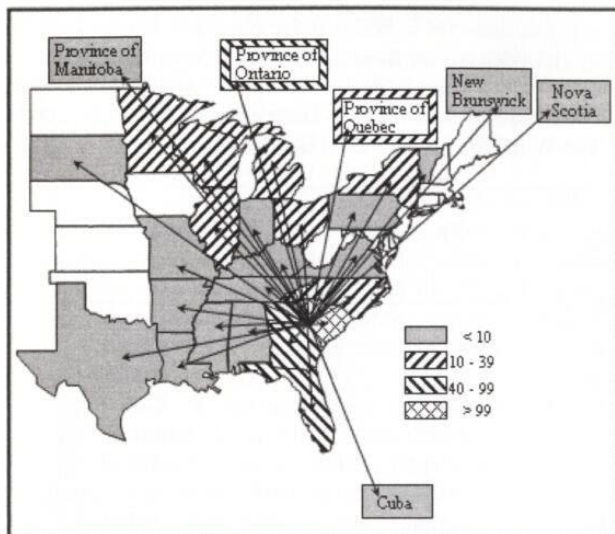 Province of
Manitoba
Province of
Ontario
Province of
Quebec
New
Brunswick
Nova
Scotia
< 10
10 - 39
40 - 99
> 99
Cuba